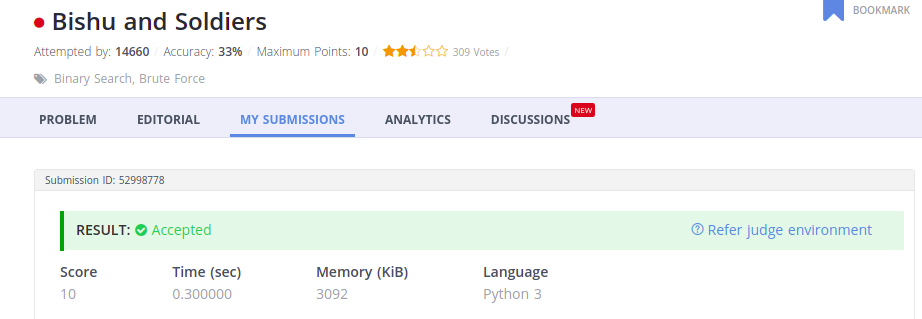 Bishu and Soldiers
BOOKMARK
Attempted by: 14660 / Accuracy: 33% / Maximum Points: 10 / 309 Votes /
Binary Search, Brute Force
PROBLEM EDITORIAL MY SUBMISSIONS ANALYTICS DISCUSSIONS NEW
Submission ID: 52998778
RESULT: Accepted Refer judge environment
Score Time (sec) Memory (KiB) Language
10 0.300000 3092 Python 3